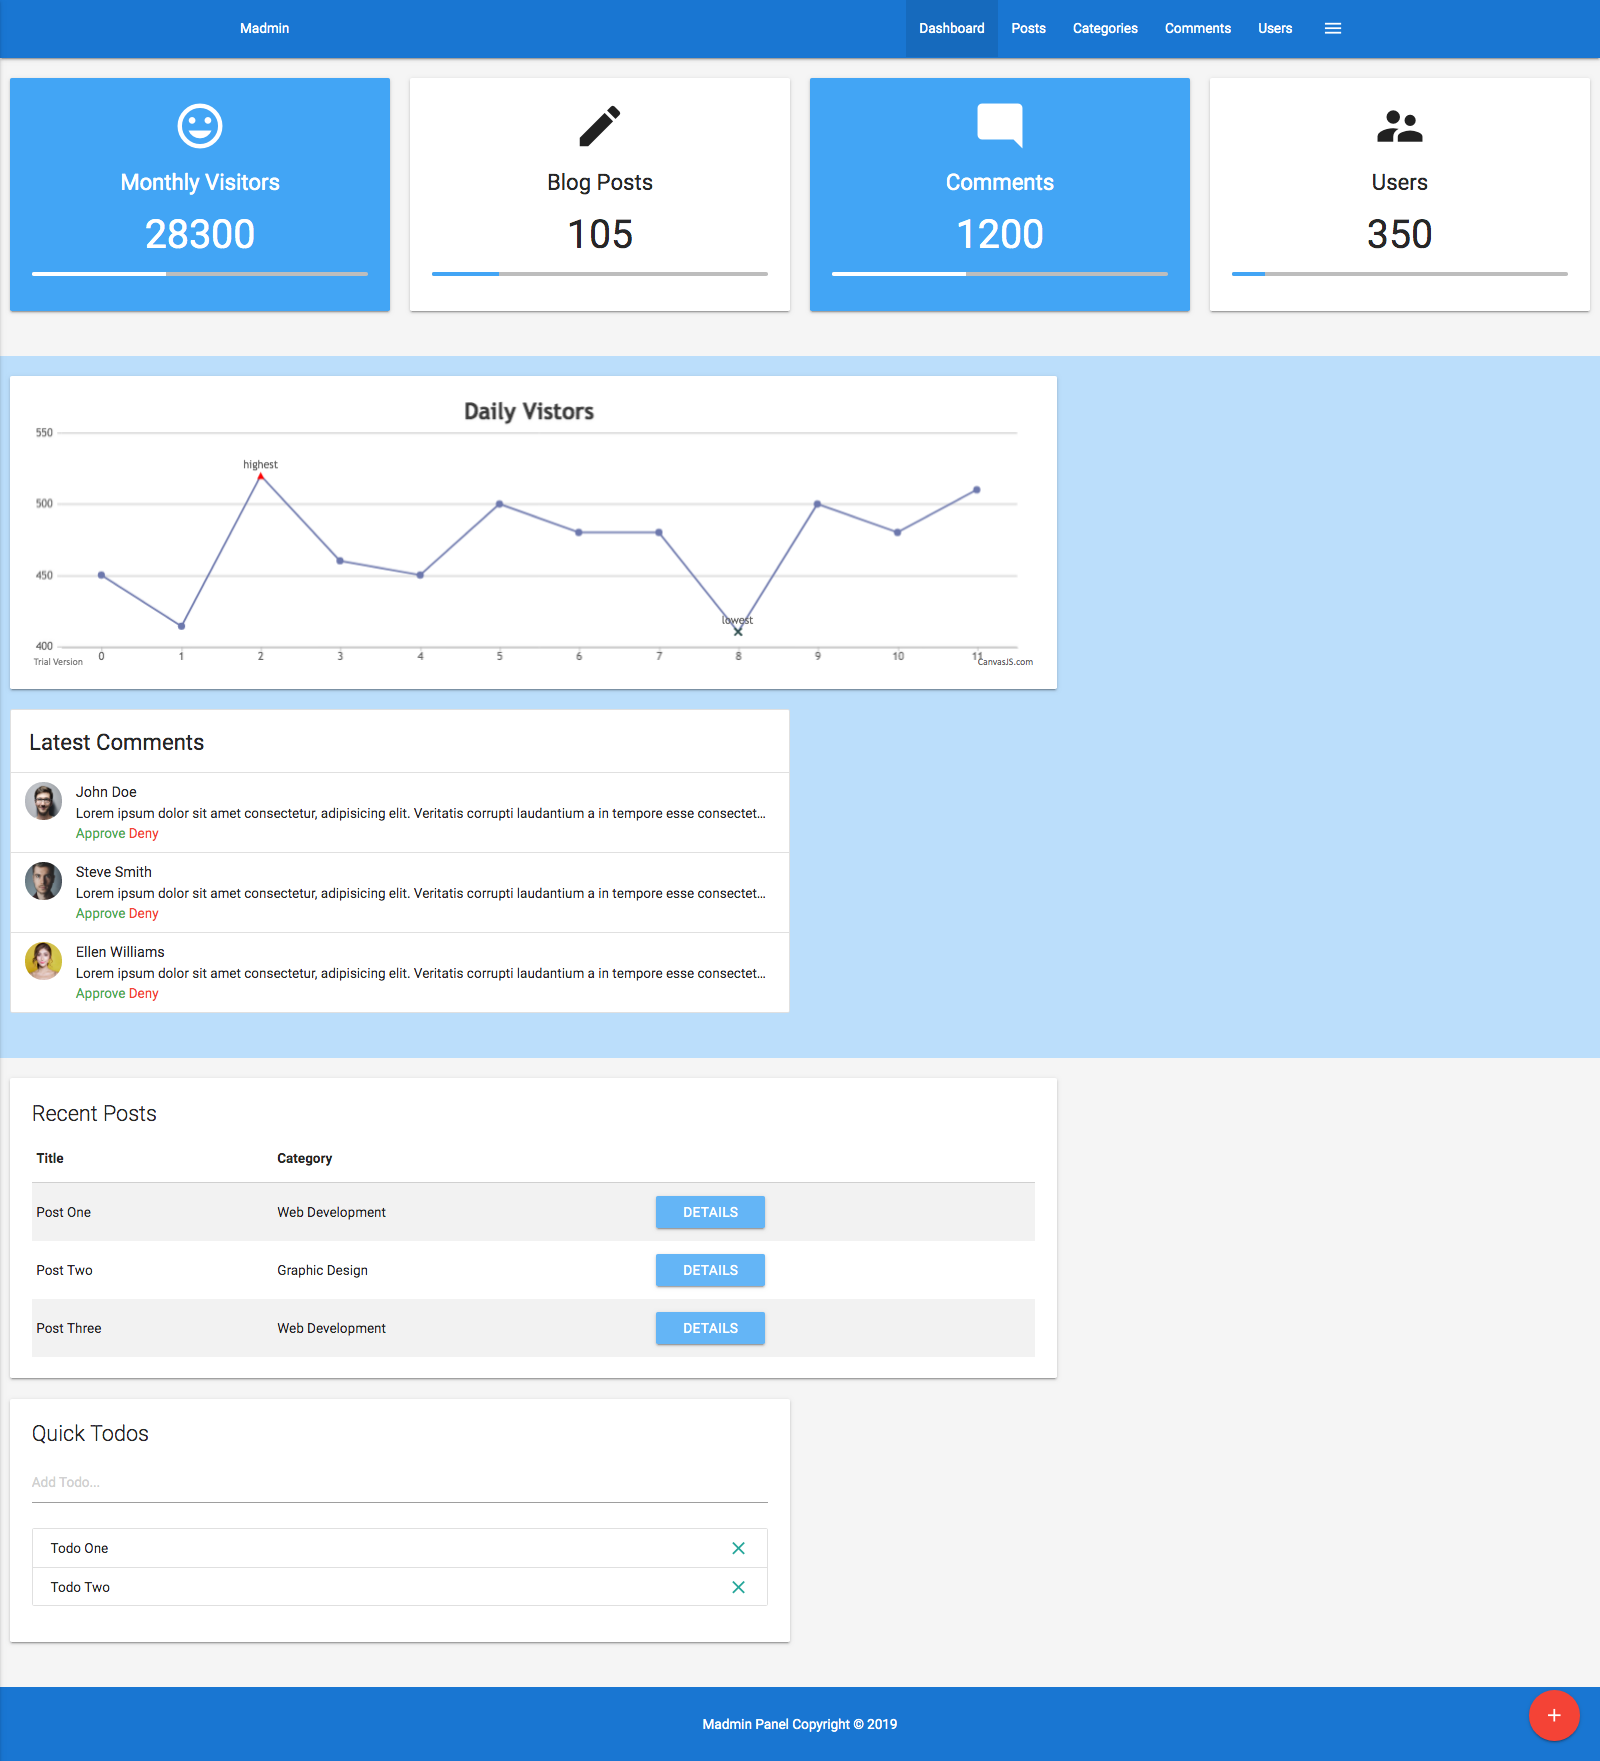 Madmin
Dashboard Posts Categories Comments Users
Monthly Visitors
28300
Blog Posts
105
Comments
1200
Users
350
Daily Vistors
550
highest
500
450
lowest
400
0 1 2 3 4 5 6 7 8 9 10 11
Trial Version
CanvasJS.com
Latest Comments
John Doe
Lorem ipsum dolor sit amet consectetur, adipisicing elit. Veritatis corrupti laudantium a in tempore esse consectet...
Approve Deny
Steve Smith
Lorem ipsum dolor sit amet consectetur, adipisicing elit. Veritatis corrupti laudantium a in tempore esse consectet...
Approve Deny
Ellen Williams
Lorem ipsum dolor sit amet consectetur, adipisicing elit. Veritatis corrupti laudantium a in tempore esse consectet...
Approve Deny
Recent Posts
Title Category
Post One Web Development DETAILS
Post Two Graphic Design DETAILS
Post Three Web Development DETAILS
Quick Todos
Add Todo...
Todo One
Todo Two
Madmin Panel Copyright © 2019